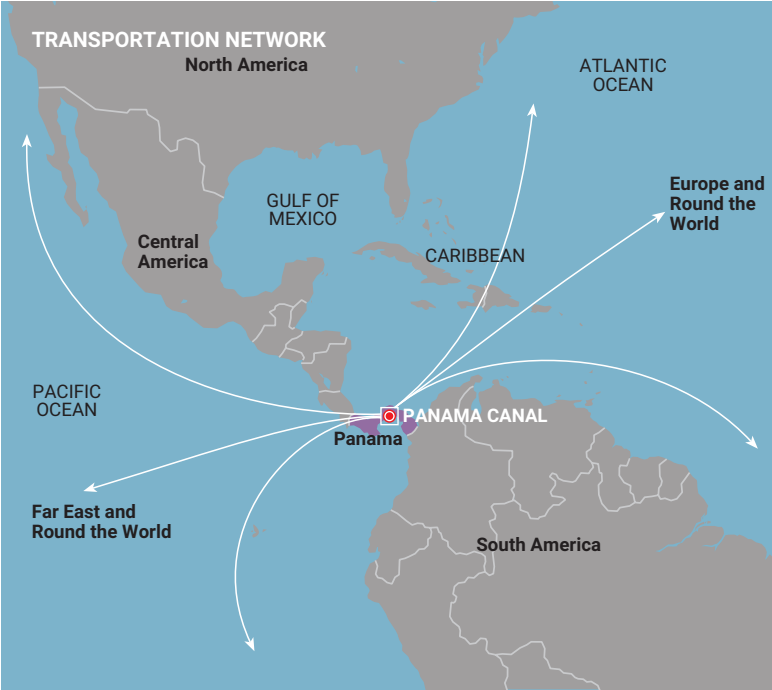 TRANSPORTATION NETWORK
North America
ATLANTIC
OCEAN
Europe and
Round the
World
GULF OF
MEXICO
Central
America
CARIBBEAN
PACIFIC
OCEAN
PANAMA CANAL
Panama
Far East and
Round the World
South America